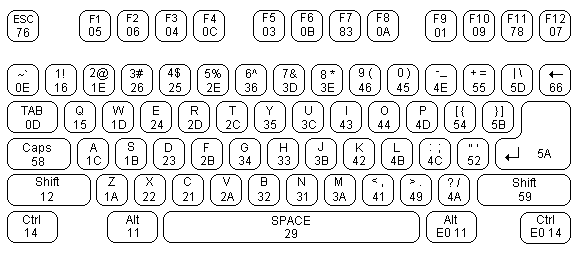 ESC F1 F2 F3 F4 F5 F6 F7 F8 F9 F10 F11 F12
76 05 06 04 0C 03 0B 83 0A 01 09 78 07
~` 1! 2@ 3# 4$ 5% 6^ 7& 8* 9( 0) -_ =+ |\ ←
0E 16 1E 26 25 2E 36 3D 3E 46 45 4E 55 5D 66
TAB Q W E R T Y U I O P [{ }]
0D 15 1D 24 2D 2C 35 3C 43 44 4D 54 5B
Caps A S D F G H J K L : ; " ' ↵ 5A
58 1C 1B 23 2B 34 33 3B 42 4B 4C 52
Shift Z X C V B N M < , > . ? / Shift
12 1A 22 21 2A 32 31 3A 41 49 4A 59
Ctrl Alt SPACE Alt Ctrl
14 11 29 E0 11 E0 14